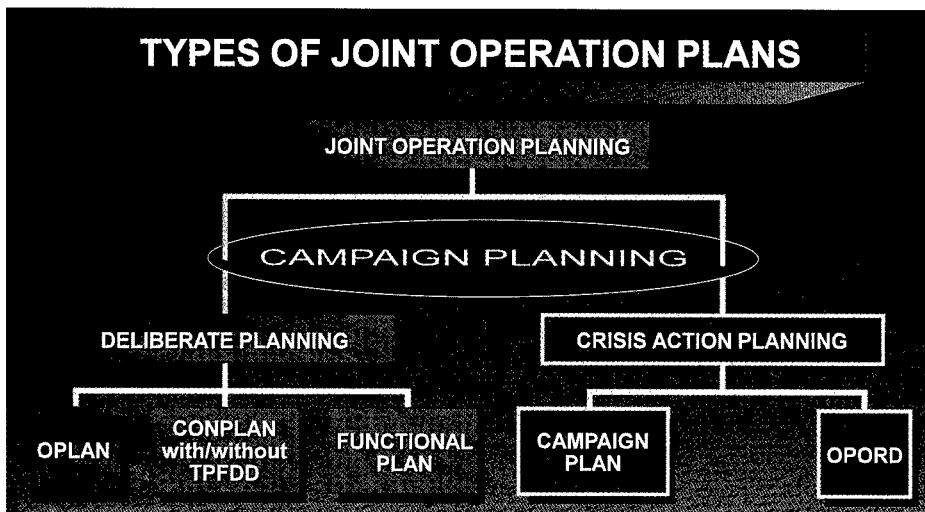 TYPES OF JOINT OPERATION PLANS
JOINT OPERATION PLANNING
CAMPAIGN PLANNING
DELIBERATE PLANNING
CRISIS ACTION PLANNING
OPLAN
CONPLAN
with/without
TPFDD
FUNCTIONAL
PLAN
CAMPAIGN
PLAN
OPORD